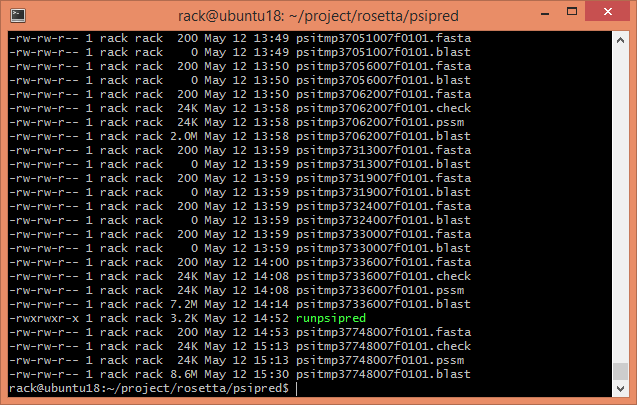 rack@ubuntu18: ~/project/rosetta/psipred
-rw-rw-r-- 1 rack rack  200 May 12 13:49 psitmp37051007f0101.fasta
-rw-rw-r-- 1 rack rack    0 May 12 13:49 psitmp37051007f0101.blast
-rw-rw-r-- 1 rack rack  200 May 12 13:50 psitmp37056007f0101.fasta
-rw-rw-r-- 1 rack rack    0 May 12 13:50 psitmp37056007f0101.blast
-rw-rw-r-- 1 rack rack  200 May 12 13:50 psitmp37062007f0101.fasta
-rw-rw-r-- 1 rack rack  24K May 12 13:58 psitmp37062007f0101.check
-rw-rw-r-- 1 rack rack  24K May 12 13:58 psitmp37062007f0101.pssm
-rw-rw-r-- 1 rack rack 2.0M May 12 13:58 psitmp37062007f0101.blast
-rw-rw-r-- 1 rack rack  200 May 12 13:59 psitmp37313007f0101.fasta
-rw-rw-r-- 1 rack rack    0 May 12 13:59 psitmp37313007f0101.blast
-rw-rw-r-- 1 rack rack  200 May 12 13:59 psitmp37319007f0101.fasta
-rw-rw-r-- 1 rack rack    0 May 12 13:59 psitmp37319007f0101.blast
-rw-rw-r-- 1 rack rack  200 May 12 13:59 psitmp37324007f0101.fasta
-rw-rw-r-- 1 rack rack    0 May 12 13:59 psitmp37324007f0101.blast
-rw-rw-r-- 1 rack rack  200 May 12 13:59 psitmp37330007f0101.fasta
-rw-rw-r-- 1 rack rack    0 May 12 13:59 psitmp37330007f0101.blast
-rw-rw-r-- 1 rack rack  200 May 12 14:00 psitmp37336007f0101.fasta
-rw-rw-r-- 1 rack rack  24K May 12 14:08 psitmp37336007f0101.check
-rw-rw-r-- 1 rack rack  24K May 12 14:08 psitmp37336007f0101.pssm
-rw-rw-r-- 1 rack rack 7.2M May 12 14:14 psitmp37336007f0101.blast
-rwxrwxr-x 1 rack rack 3.2K May 12 14:52 runpsipred
-rw-rw-r-- 1 rack rack  200 May 12 14:53 psitmp37748007f0101.fasta
-rw-rw-r-- 1 rack rack  24K May 12 15:13 psitmp37748007f0101.check
-rw-rw-r-- 1 rack rack  24K May 12 15:13 psitmp37748007f0101.pssm
-rw-rw-r-- 1 rack rack 8.6M May 12 15:30 psitmp37748007f0101.blast
rack@ubuntu18:~/project/rosetta/psipred$